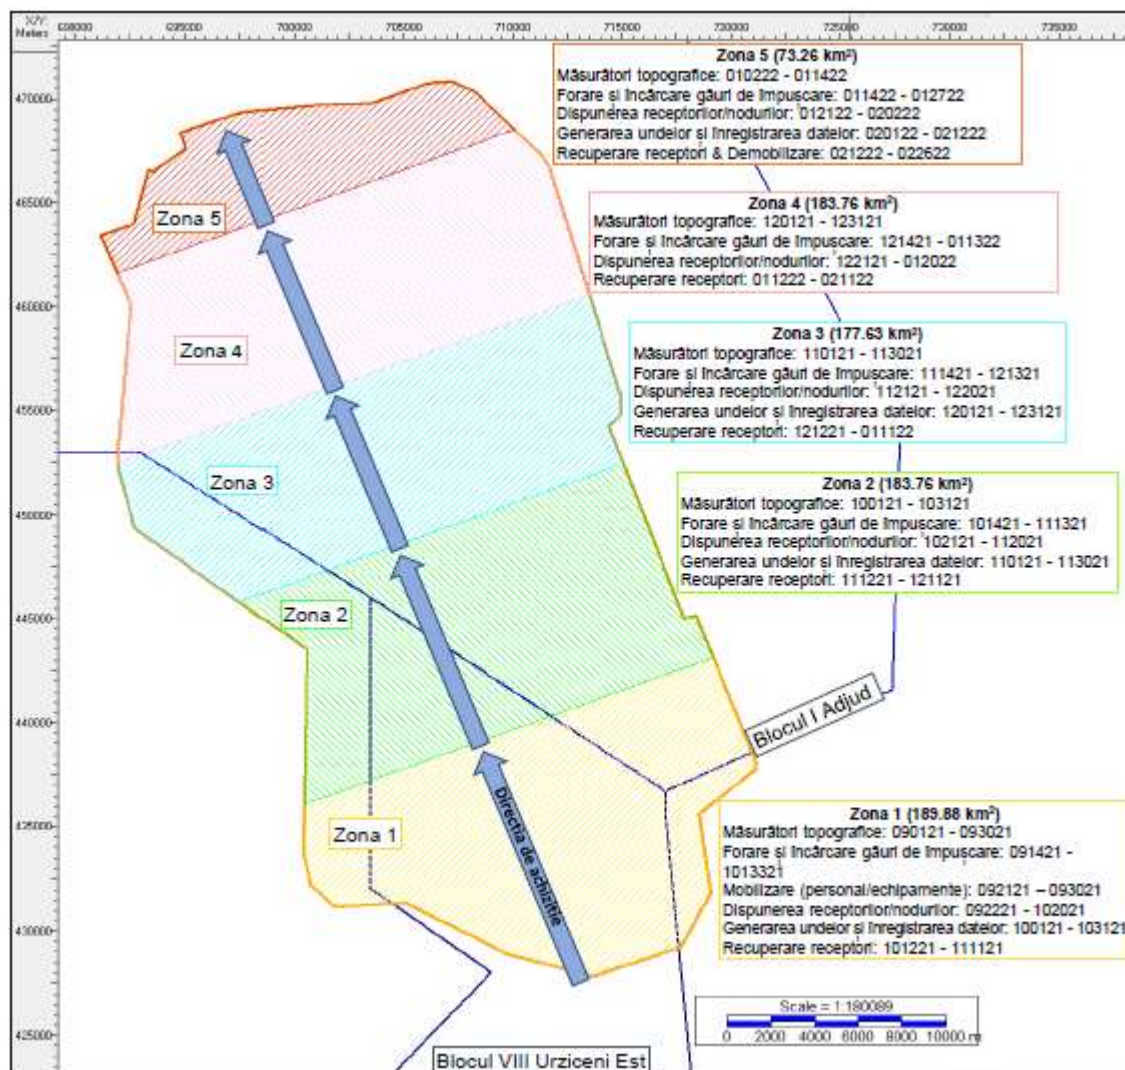 X/Y:
Meters
690000 695000 700000 705000 710000 715000 720000 725000 730000 735000
470000
465000
460000
455000
450000
445000
440000
435000
430000
425000
Zona 5 (73.26 km²)
Măsurători topografice: 010222 - 011422
Forare și încărcare găuri de împușcare: 011422 - 012722
Dispunerea receptorilor/nodurilor: 012122 - 020222
Generarea undelor și înregistrarea datelor: 020122 - 021222
Recuperare receptori & Demobilizare: 021222 - 022622
Zona 4 (183.76 km²)
Măsurători topografice: 120121 - 123121
Forare și încărcare găuri de împușcare: 121421 - 011322
Dispunerea receptorilor/nodurilor: 122121 - 012022
Recuperare receptori: 011222 - 021122
Zona 3 (177.63 km²)
Măsurători topografice: 110121 - 113021
Forare și încărcare găuri de împușcare: 111421 - 121321
Dispunerea receptorilor/nodurilor: 112121 - 122021
Generarea undelor și înregistrarea datelor: 120121 - 123121
Recuperare receptori: 121221 - 011122
Zona 2 (183.76 km²)
Măsurători topografice: 100121 - 103121
Forare și încărcare găuri de împușcare: 101421 - 111321
Dispunerea receptorilor/nodurilor: 102121 - 112021
Generarea undelor și înregistrarea datelor: 110121 - 113021
Recuperare receptori: 111221 - 121121
Zona 1 (189.88 km²)
Măsurători topografice: 090121 - 093021
Forare și încărcare găuri de împușcare: 091421 -
1013321
Mobilizare (personal/echipamente): 092121 – 093021
Dispunerea receptorilor/nodurilor: 092221 - 102021
Generarea undelor și înregistrarea datelor: 100121 - 103121
Recuperare receptori: 101221 - 111121
Zona 5
Zona 4
Zona 3
Zona 2
Zona 1
Directia de achizitie
Blocul I Adjud
Blocul VIII Urziceni Est
Scale = 1:180089
0 2000 4000 6000 8000 10000 m